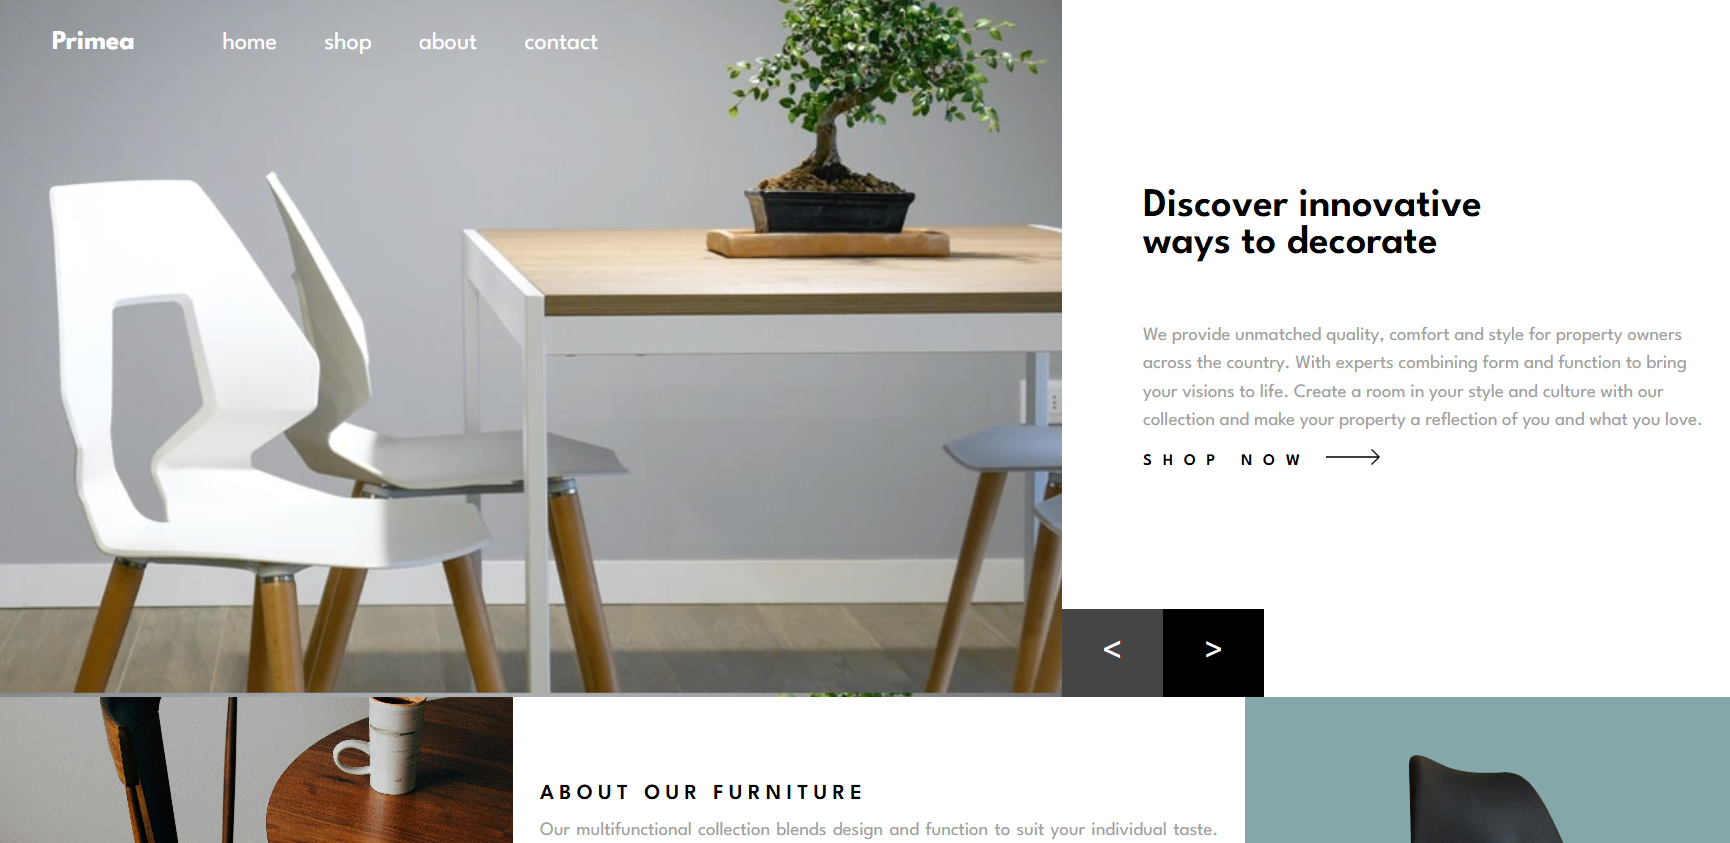 Primea home shop about contact
Discover innovative
ways to decorate
We provide unmatched quality, comfort and style for property owners
across the country. With experts combining form and function to bring
your visions to life. Create a room in your style and culture with our
collection and make your property a reflection of you and what you love.
SHOP NOW
< >
ABOUT OUR FURNITURE
Our multifunctional collection blends design and function to suit your individual taste.